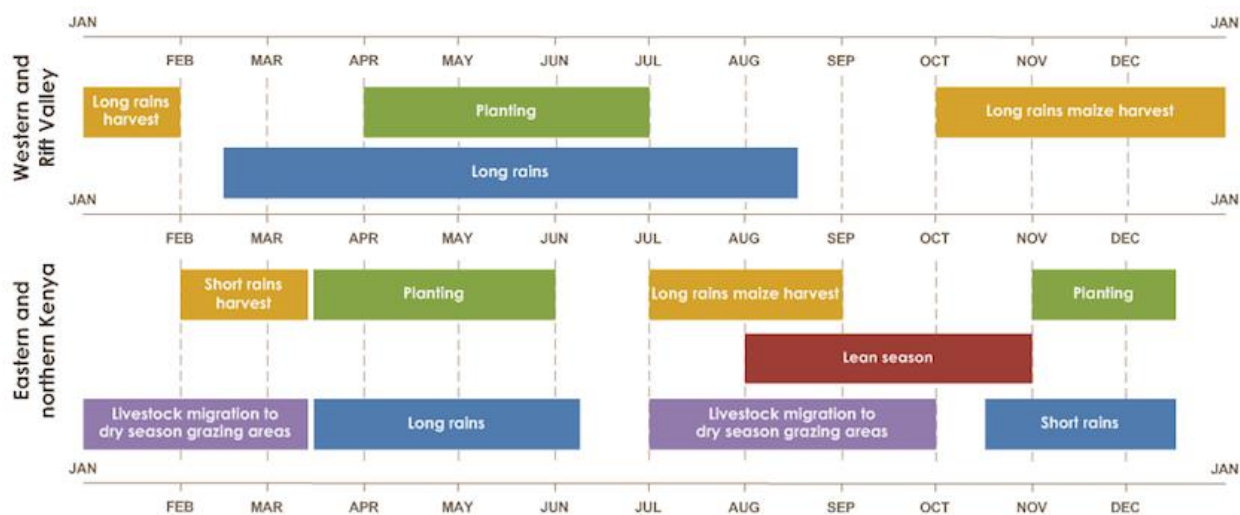 JAN JAN
FEB MAR APR MAY JUN JUL AUG SEP OCT NOV DEC
Western and
Rift Valley
Long rains
harvest
Planting
Long rains maize harvest
Long rains
JAN JAN
FEB MAR APR MAY JUN JUL AUG SEP OCT NOV DEC
Eastern and
northern Kenya
Short rains
harvest
Planting
Long rains maize harvest
Planting
Lean season
Livestock migration to
dry season grazing areas
Long rains
Livestock migration to
dry season grazing areas
Short rains
JAN JAN
FEB MAR APR MAY JUN JUL AUG SEP OCT NOV DEC